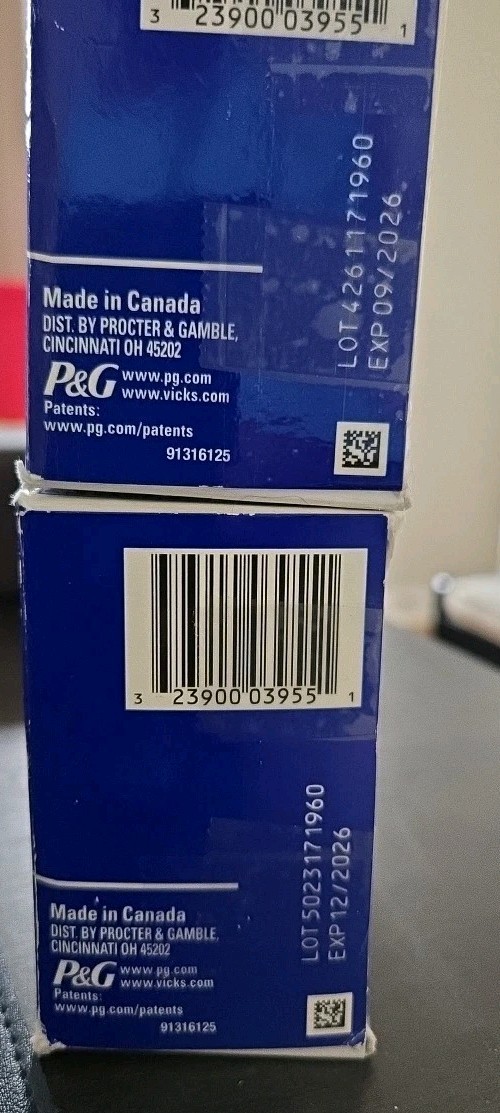 3 23900 03955 1
LOT 4261171960
EXP 09/2026
Made in Canada
DIST. BY PROCTER & GAMBLE,
CINCINNATI OH 45202
P&G www.pg.com
www.vicks.com
Patents:
www.pg.com/patents
91316125
3 23900 03955 1
LOT 5023171960
EXP 12/2026
Made in Canada
DIST. BY PROCTER & GAMBLE,
CINCINNATI OH 45202
P&G www.pg.com
www.vicks.com
Patents:
www.pg.com/patents
91316125